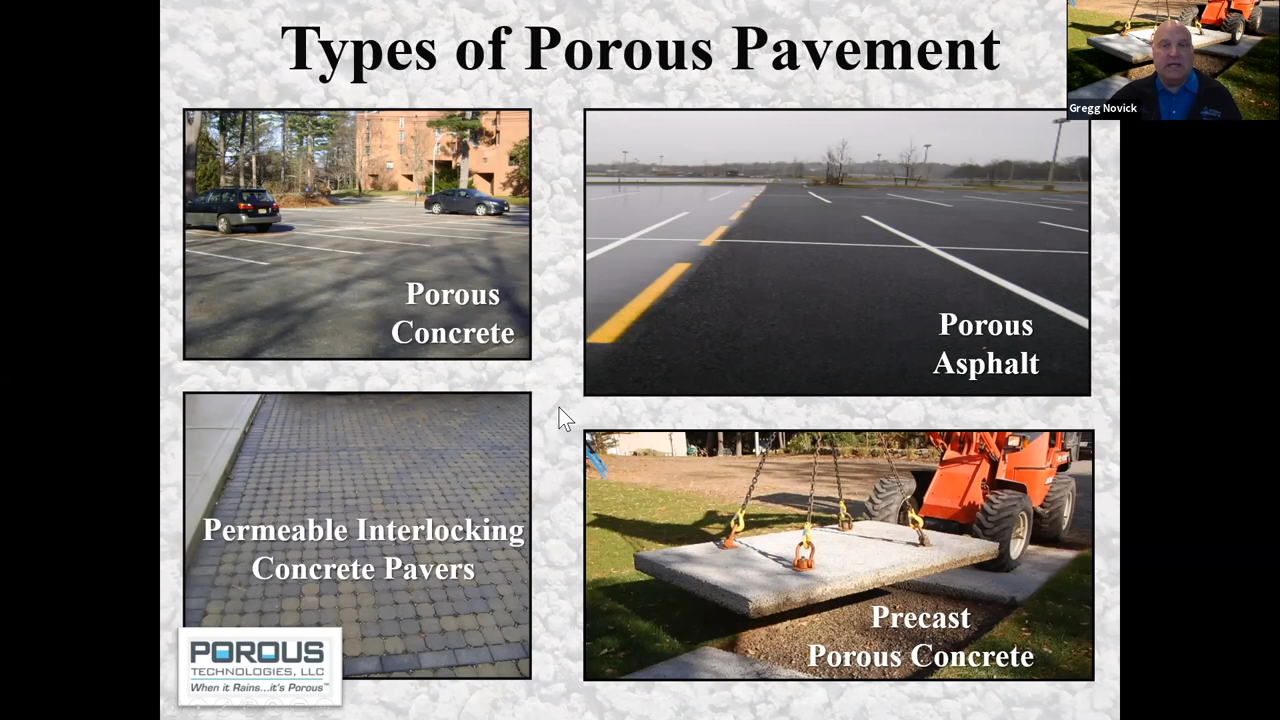 Types of Porous Pavement
Gregg Novick
Porous
Concrete
Porous
Asphalt
Permeable Interlocking
Concrete Pavers
Precast
Porous Concrete
POROUS
TECHNOLOGIES, LLC
When it Rains...it's Porous™